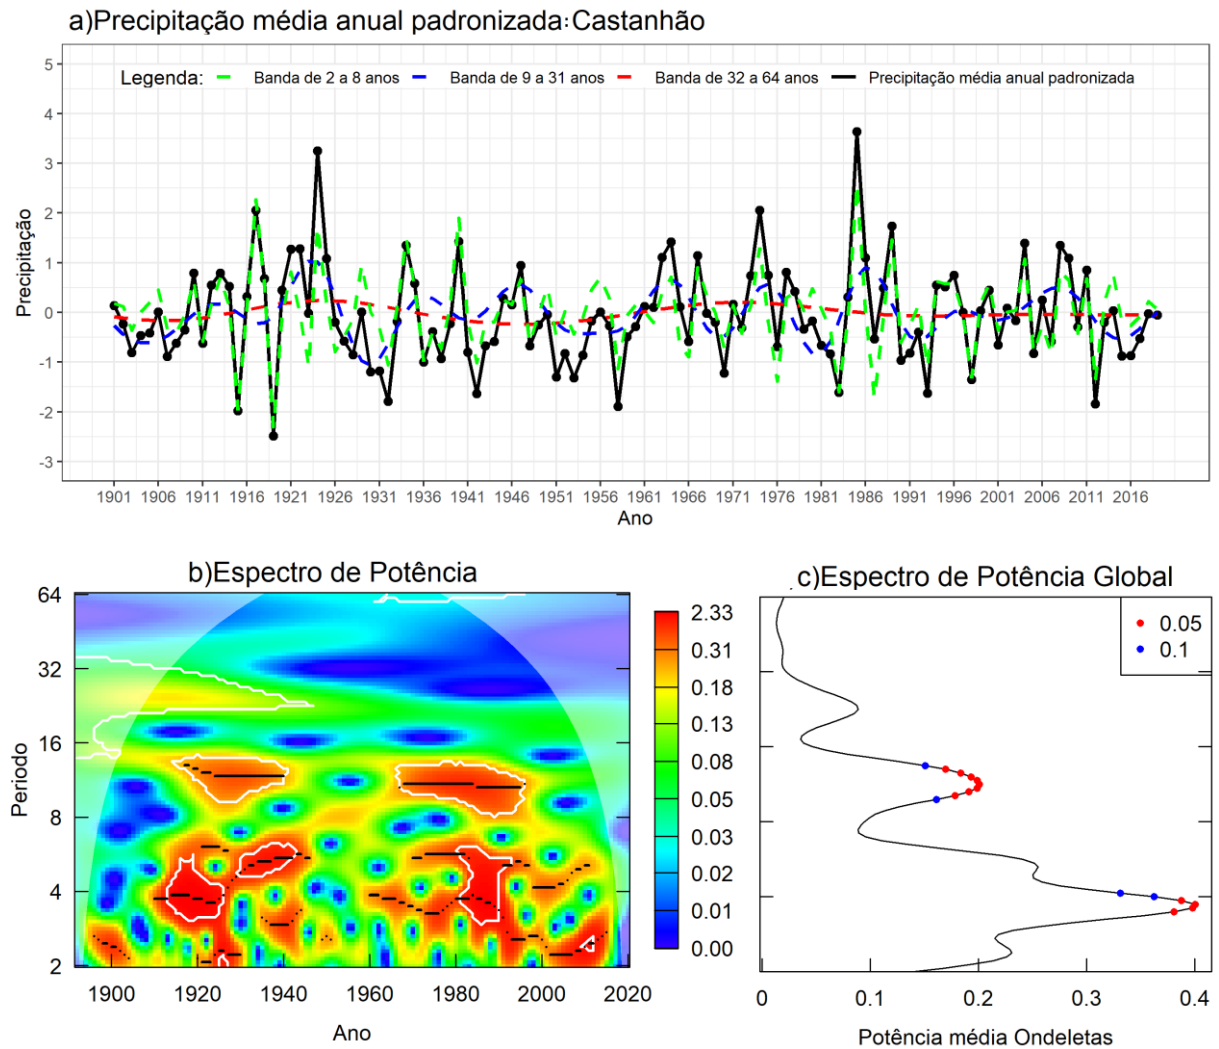 a)Precipitação média anual padronizada:Castanhão
Legenda: Banda de 2 a 8 anos Banda de 9 a 31 anos Banda de 32 a 64 anos Precipitação média anual padronizada
Precipitação
5
4
3
2
1
0
-1
-2
-3
1901 1906 1911 1916 1921 1926 1931 1936 1941 1946 1951 1956 1961 1966 1971 1976 1981 1986 1991 1996 2001 2006 2011 2016
Ano
b)Espectro de Potência
Periodo
64
32
16
8
4
2
1900 1920 1940 1960 1980 2000 2020
Ano
2.33
0.31
0.18
0.13
0.08
0.05
0.03
0.02
0.01
0.00
c)Espectro de Potência Global
0.05
0.1
0 0.1 0.2 0.3 0.4
Potência média Ondeletas